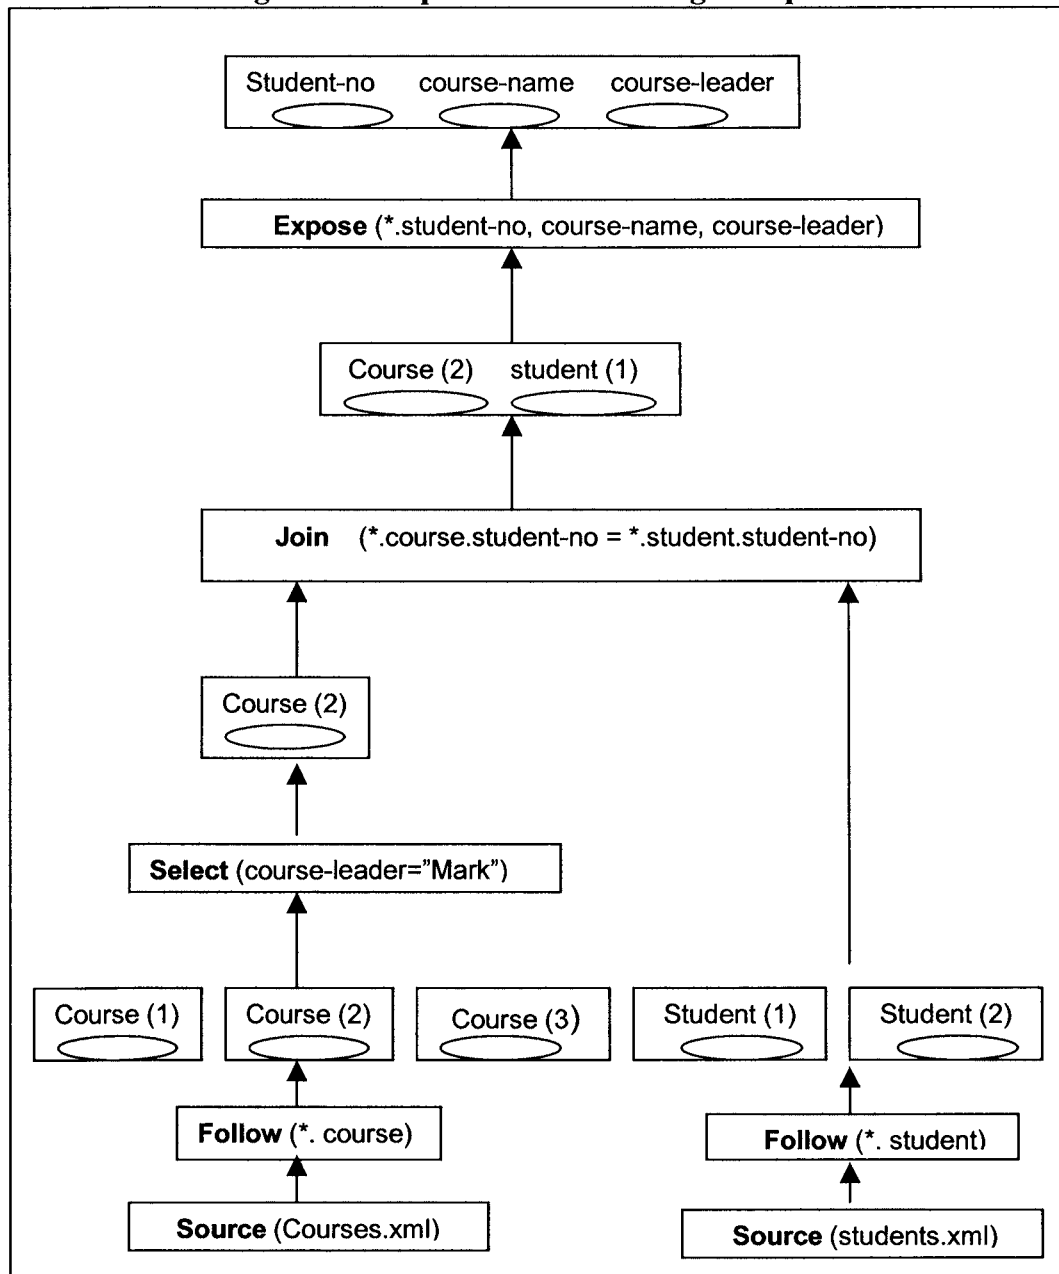 Student-no course-name course-leader
Expose (*.student-no, course-name, course-leader)
Course (2) student (1)
Join (*.course.student-no = *.student.student-no)
Course (2)
Select (course-leader="Mark")
Course (1) Course (2) Course (3) Student (1) Student (2)
Follow (*. course) Follow (*. student)
Source (Courses.xml) Source (students.xml)